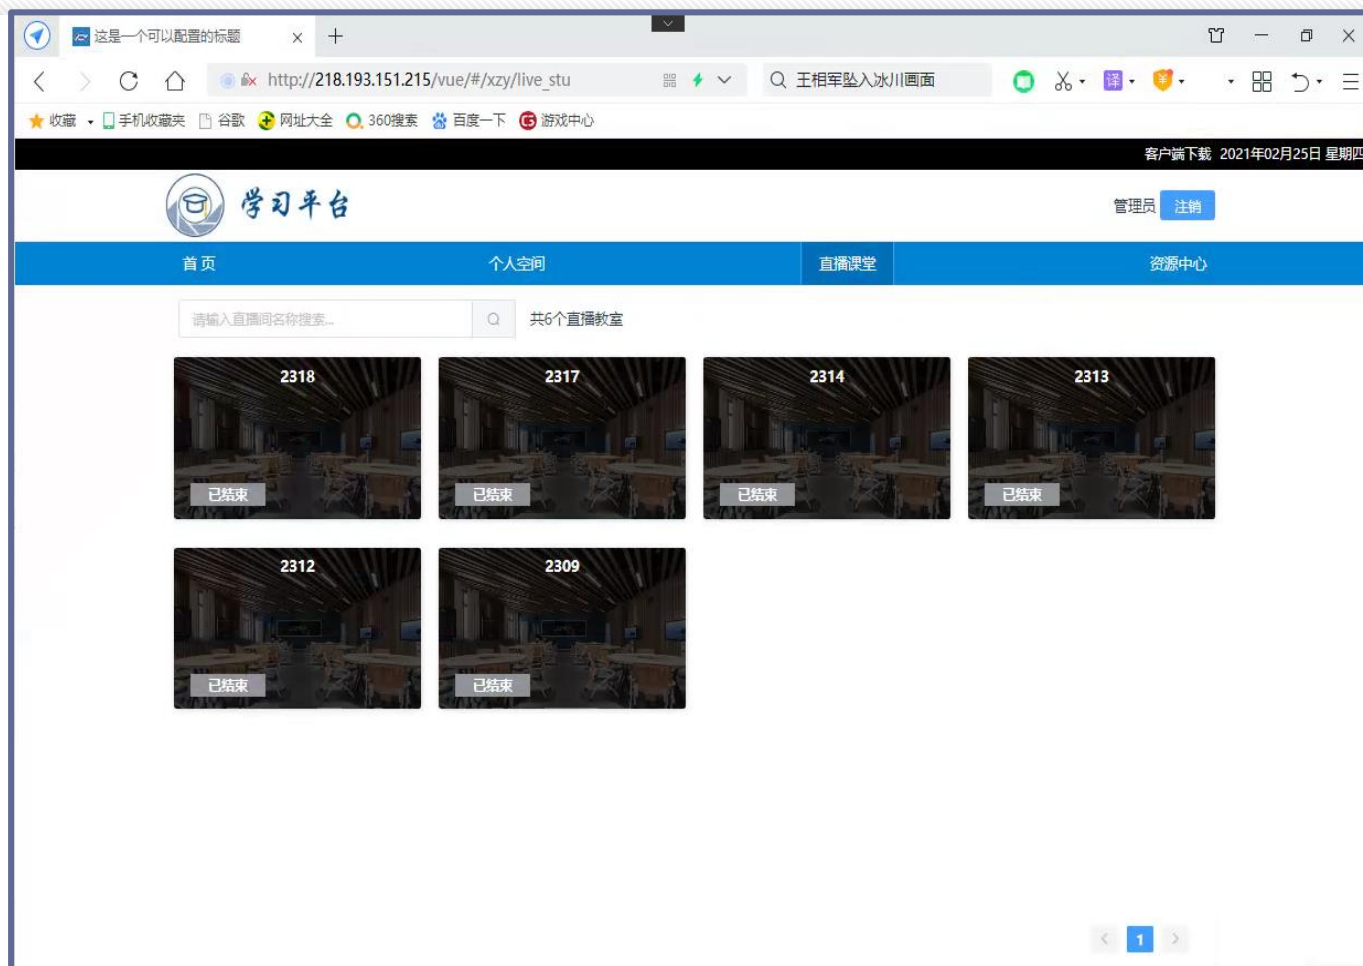 这是一个可以配置的标题
http://218.193.151.215/vue/#/xzy/live_stu
王相军坠入冰川画面
译
收藏 手机收藏夹 谷歌 网址大全 360搜索 百度一下 游戏中心
客户端下载 2021年02月25日 星期四
学习平台
管理员 注销
首页 个人空间 直播课堂 资源中心
请输入直播间名称搜索... 共6个直播教室
2318 2317 2314 2313
已结束 已结束 已结束 已结束
2312 2309
已结束 已结束
1